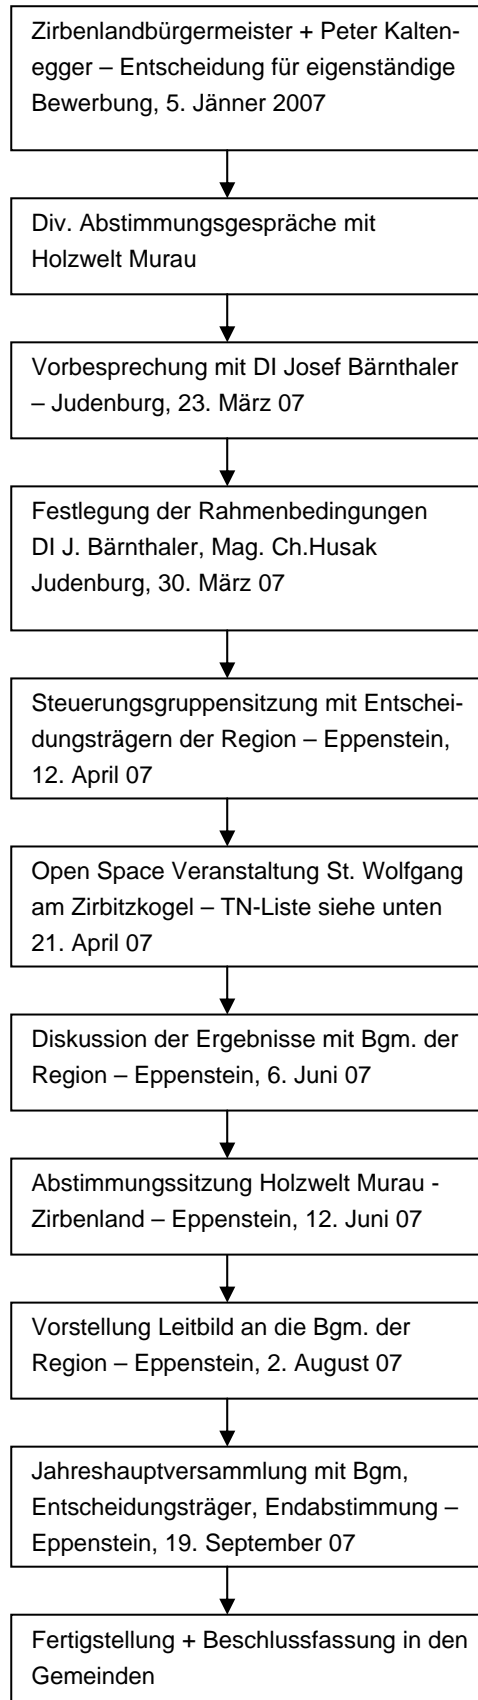 Zirbenlandbürgermeister + Peter Kalten-
egger – Entscheidung für eigenständige
Bewerbung, 5. Jänner 2007
Div. Abstimmungsgespräche mit
Holzwelt Murau
Vorbesprechung mit DI Josef Bärnthaler
– Judenburg, 23. März 07
Festlegung der Rahmenbedingungen
DI J. Bärnthaler, Mag. Ch.Husak
Judenburg, 30. März 07
Steuerungsgruppensitzung mit Entschei-
dungsträgern der Region – Eppenstein,
12. April 07
Open Space Veranstaltung St. Wolfgang
am Zirbitzkogel – TN-Liste siehe unten
21. April 07
Diskussion der Ergebnisse mit Bgm. der
Region – Eppenstein, 6. Juni 07
Abstimmungssitzung Holzwelt Murau -
Zirbenland – Eppenstein, 12. Juni 07
Vorstellung Leitbild an die Bgm. der
Region – Eppenstein, 2. August 07
Jahreshauptversammlung mit Bgm,
Entscheidungsträger, Endabstimmung –
Eppenstein, 19. September 07
Fertigstellung + Beschlussfassung in den
Gemeinden